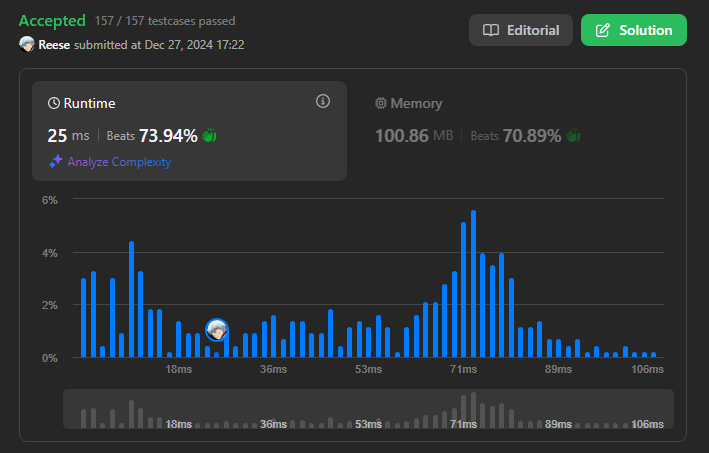 Accepted 157 / 157 testcases passed
Editorial
Solution
Reese submitted at Dec 27, 2024 17:22
Runtime
Memory
25 ms | Beats 73.94%
100.86 MB | Beats 70.89%
Analyze Complexity
6%
4%
2%
0%
18ms 36ms 53ms 71ms 89ms 106ms
18ms 36ms 53ms 71ms 89ms 106ms